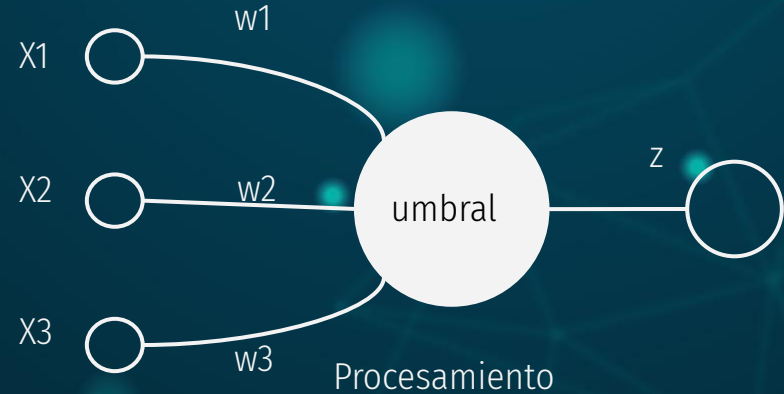 w1
X1
z
X2
w2
umbral
X3
w3
Procesamiento